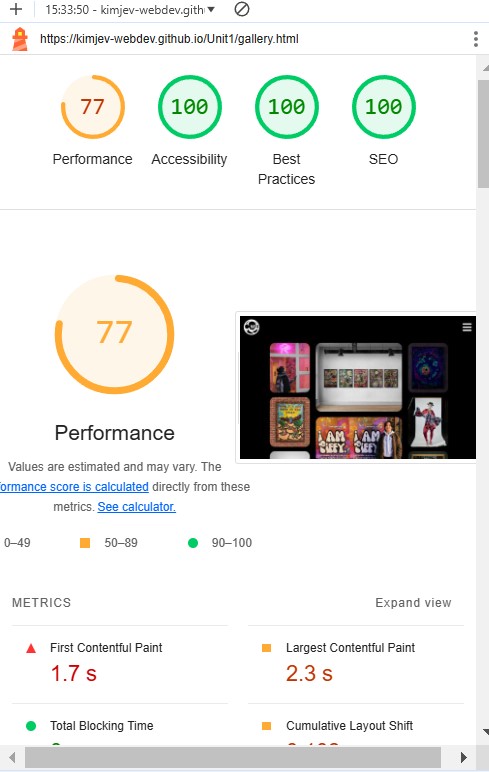 15:33:50 - kimjev-webdev.gith
https://kimjev-webdev.github.io/Unit1/gallery.html
77
100
100
100
Performance
Accessibility
Best
Practices
SEO
77
I AM
I AM
Performance
Values are estimated and may vary. The
formance score is calculated directly from these
metrics. See calculator.
0–49
50–89
90–100
METRICS
Expand view
First Contentful Paint
1.7 s
Largest Contentful Paint
2.3 s
Total Blocking Time
Cumulative Layout Shift